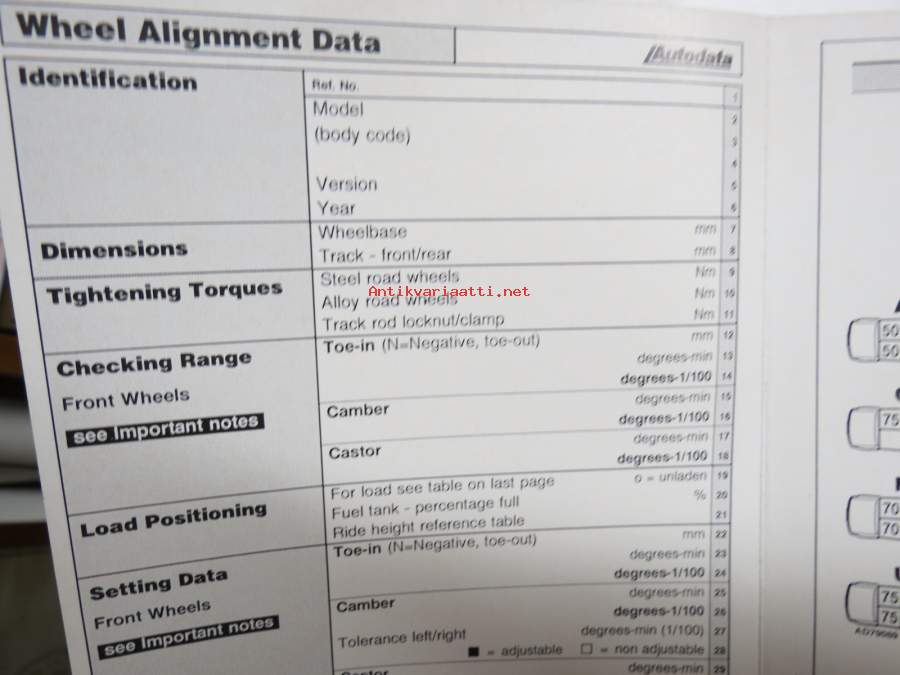 Wheel Alignment Data
Autodata
Identification
Ref. No. 1
Model 2
(body code) 3
4
Version 5
Year 6
Dimensions
Wheelbase mm 7
Track - front/rear mm 8
Tightening Torques
Steel road wheels Nm 9
Alloy road wheels Nm 10
Antikvariaatti.net
Track rod locknut/clamp Nm 11
Checking Range
Front Wheels
see Important notes
Toe-in (N=Negative, toe-out) mm 12
degrees-min 13
degrees-1/100 14
Camber degrees-min 15
degrees-1/100 16
Castor degrees-min 17
degrees-1/100 18
Load Positioning
For load see table on last page o = unladen 19
Fuel tank - percentage full % 20
Ride height reference table 21
Setting Data
Front Wheels
see Important notes
Toe-in (N=Negative, toe-out) mm 22
degrees-min 23
degrees-1/100 24
Camber degrees-min 25
degrees-1/100 26
Tolerance left/right degrees-min (1/100) 27
■ = adjustable □ = non adjustable 28
Castor degrees-min 29
50
50
75
70
70
75
75